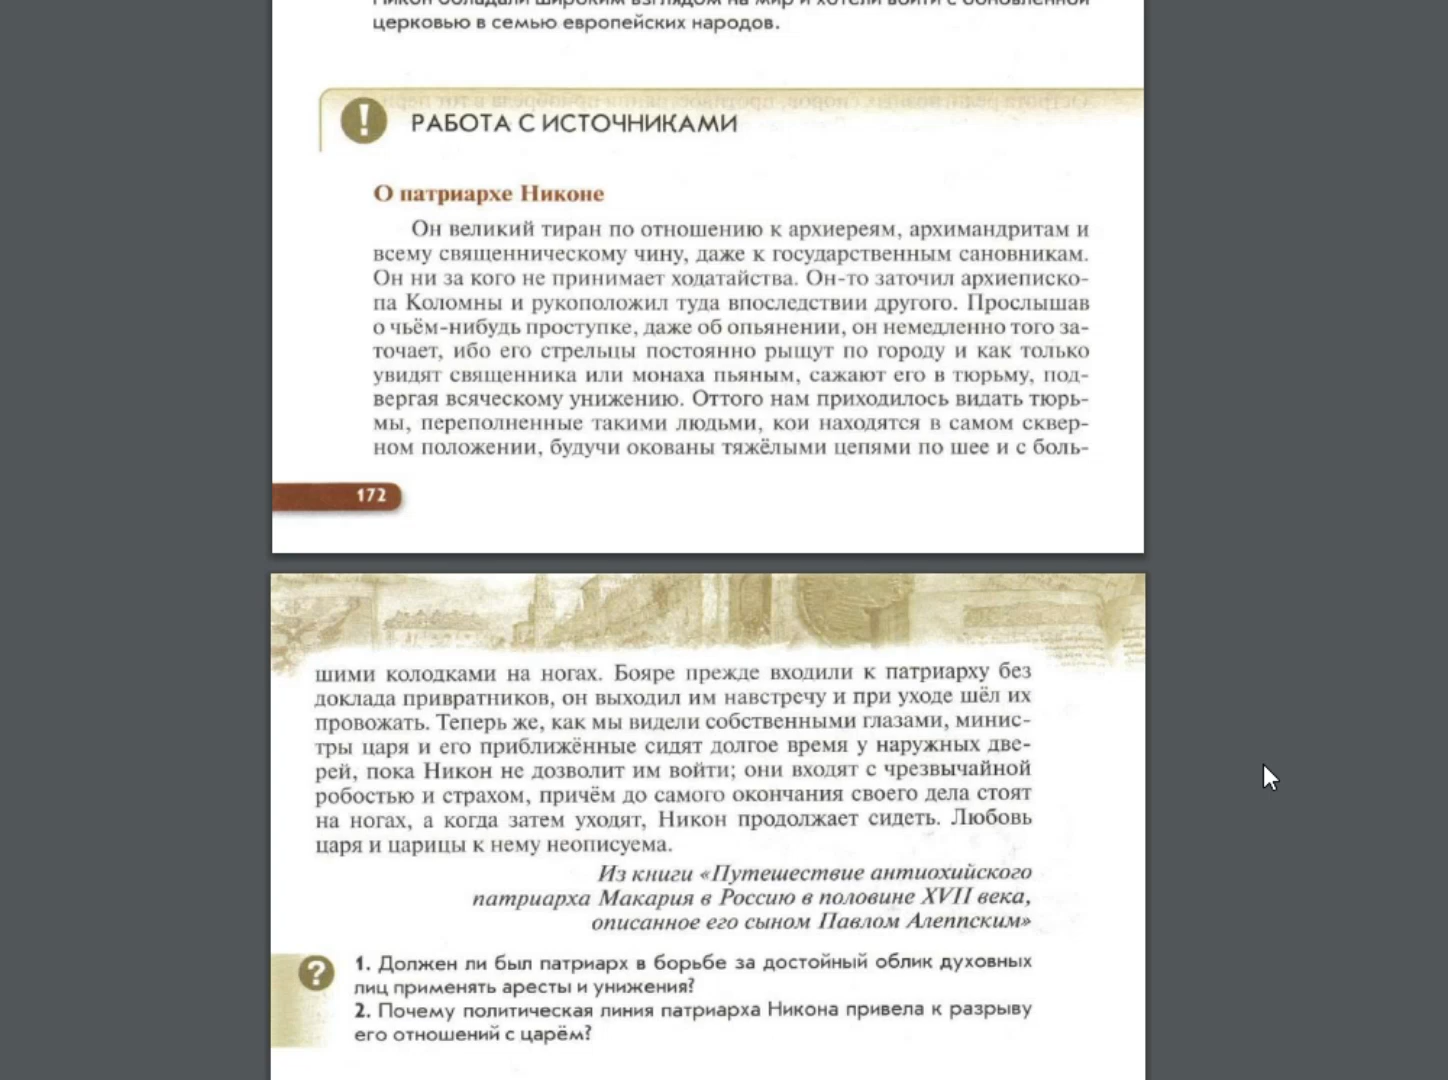 Никон обладали широким взглядом на мир и хотели войти с обновлённой
церковью в семью европейских народов.
! РАБОТА С ИСТОЧНИКАМИ
О патриархе Никоне
Он великий тиран по отношению к архиереям, архимандритам и
всему священническому чину, даже к государственным сановникам.
Он ни за кого не принимает ходатайства. Он-то заточил архиеписко-
па Коломны и рукоположил туда впоследствии другого. Прослышав
о чьём-нибудь проступке, даже об опьянении, он немедленно того за-
точает, ибо его стрельцы постоянно рыщут по городу и как только
увидят священника или монаха пьяным, сажают его в тюрьму, под-
вергая всяческому унижению. Оттого нам приходилось видать тюрь-
мы, переполненные такими людьми, кои находятся в самом сквер-
ном положении, будучи окованы тяжёлыми цепями по шее и с боль-
172
шими колодками на ногах. Бояре прежде входили к патриарху без
доклада привратников, он выходил им навстречу и при уходе шёл их
провожать. Теперь же, как мы видели собственными глазами, минис-
тры царя и его приближённые сидят долгое время у наружных две-
рей, пока Никон не дозволит им войти; они входят с чрезвычайной
робостью и страхом, причём до самого окончания своего дела стоят
на ногах, а когда затем уходят, Никон продолжает сидеть. Любовь
царя и царицы к нему неописуема.
Из книги «Путешествие антиохийского
патриарха Макария в Россию в половине XVII века,
описанное его сыном Павлом Алеппским»
? 1. Должен ли был патриарх в борьбе за достойный облик духовных
лиц применять аресты и унижения?
2. Почему политическая линия патриарха Никона привела к разрыву
его отношений с царём?